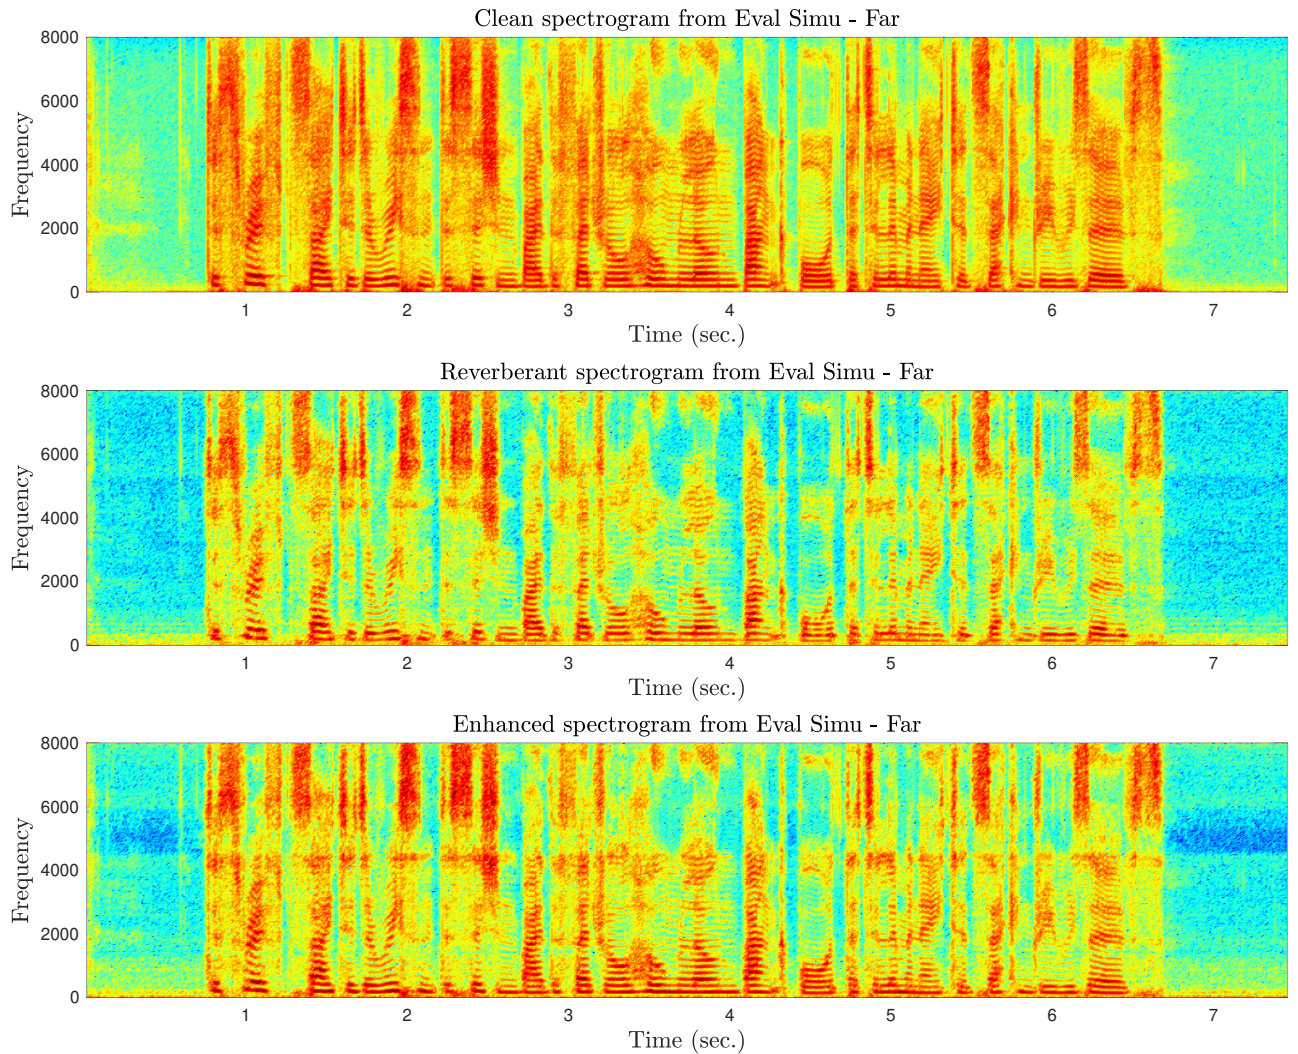 Clean spectrogram from Eval Simu - Far
8000
6000
4000
2000
0
Frequency
1 2 3 4 5 6 7
Time (sec.)
Reverberant spectrogram from Eval Simu - Far
8000
6000
4000
2000
0
Frequency
1 2 3 4 5 6 7
Time (sec.)
Enhanced spectrogram from Eval Simu - Far
8000
6000
4000
2000
0
Frequency
1 2 3 4 5 6 7
Time (sec.)